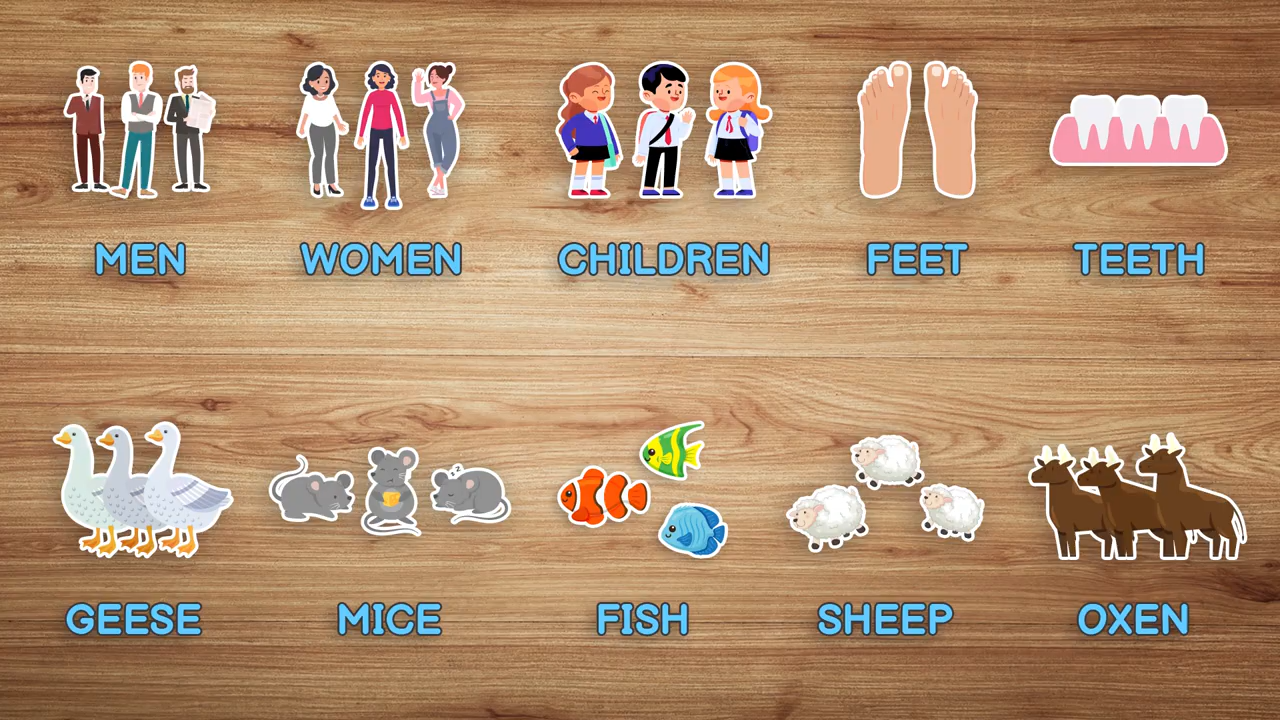 MEN
WOMEN
CHILDREN
FEET
TEETH
GEESE
MICE
FISH
SHEEP
OXEN